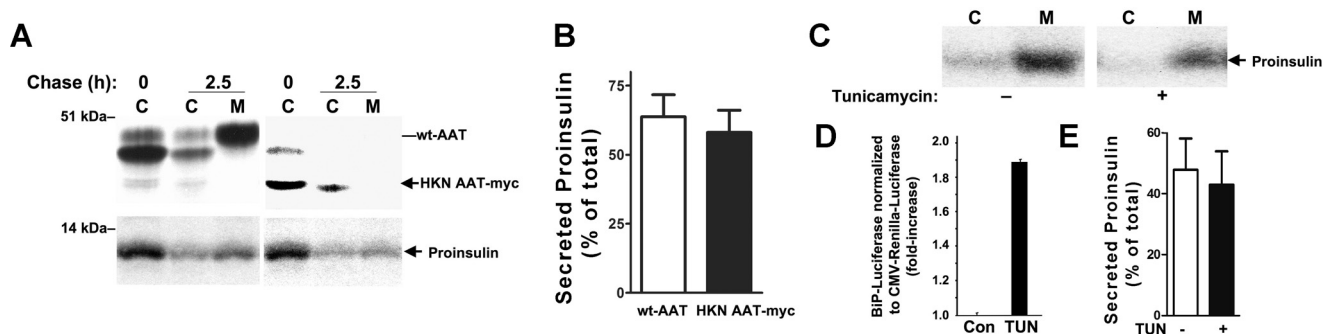 A
Chase (h): 0 2.5 0 2.5
C C M C C M
51 kDa–
wt-AAT
HKN AAT-myc
14 kDa–
Proinsulin
B
Secreted Proinsulin
(% of total)
75
50
25
0
wt-AAT HKN AAT-myc
C
C M C M
Proinsulin
Tunicamycin: – +
D
BiP-Luciferase normalized
to CMV-Renilla-Luciferase
(fold-increase)
2.0
1.8
1.6
1.4
1.2
1.0
Con TUN
E
Secreted Proinsulin
(% of total)
60
40
20
0
TUN - +